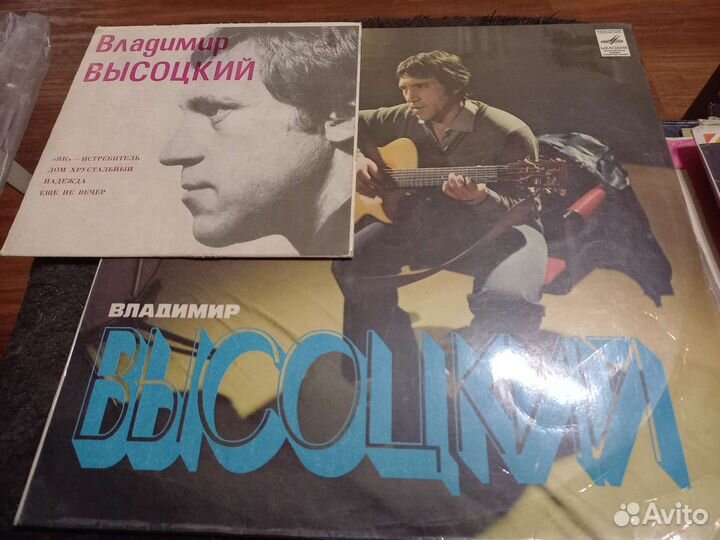 Владимир
ВЫСОЦКИЙ
«ЯК» — ИСТРЕБИТЕЛЬ
ДОМ ХРУСТАЛЬНЫЙ
НАДЕЖДА
ЕЩЕ НЕ ВЕЧЕР
МЕЛОДИЯ
ВЛАДИМИР
ВЫСОЦКИЙ
Avito